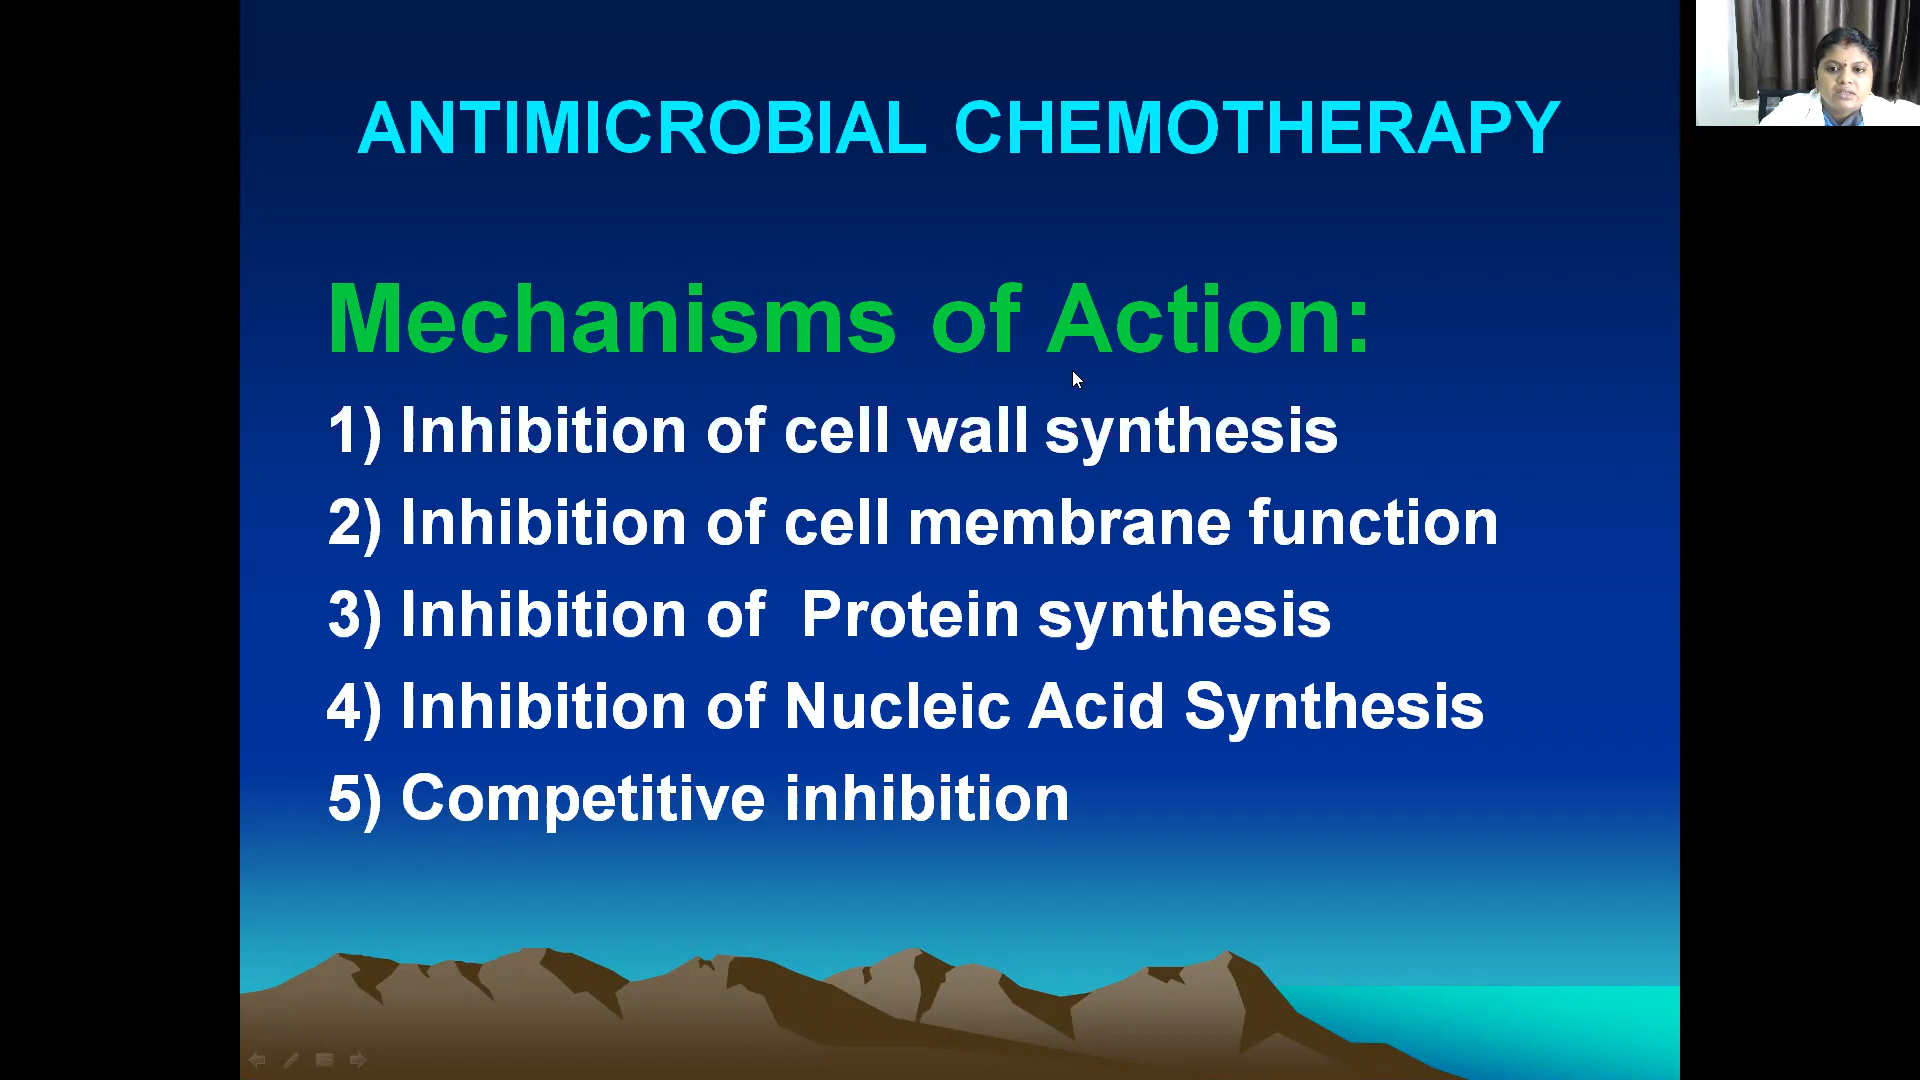 ANTIMICROBIAL CHEMOTHERAPY
Mechanisms of Action:
1) Inhibition of cell wall synthesis
2) Inhibition of cell membrane function
3) Inhibition of  Protein synthesis
4) Inhibition of Nucleic Acid Synthesis
5) Competitive inhibition